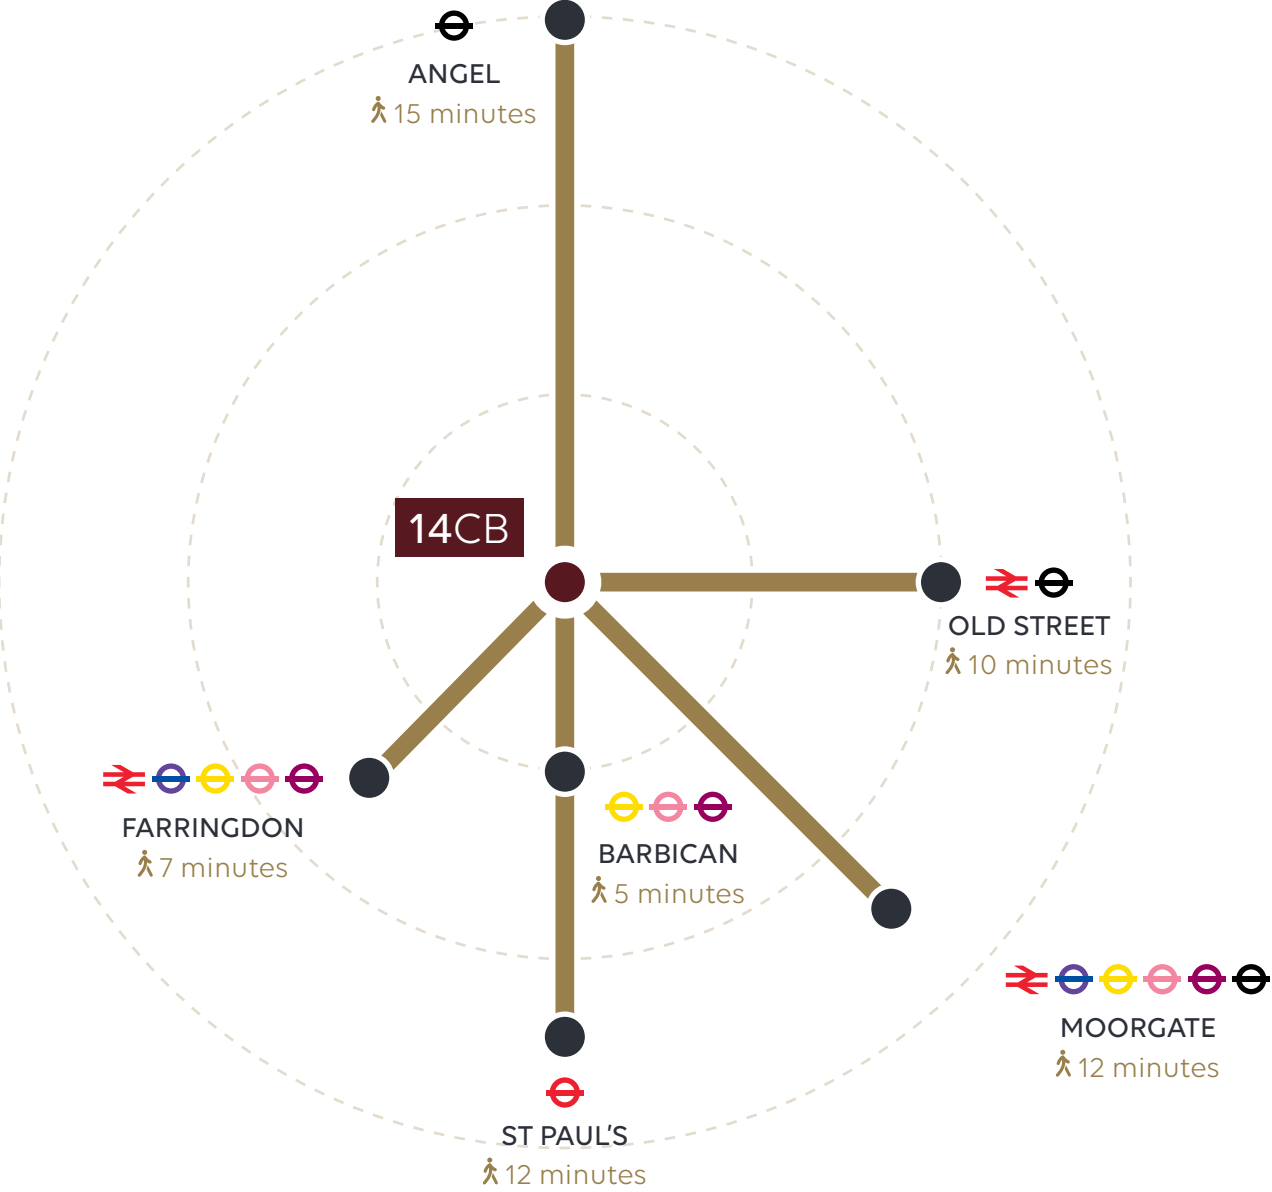 ANGEL
15 minutes
14CB
OLD STREET
10 minutes
FARRINGDON
7 minutes
BARBICAN
5 minutes
MOORGATE
12 minutes
ST PAUL'S
12 minutes